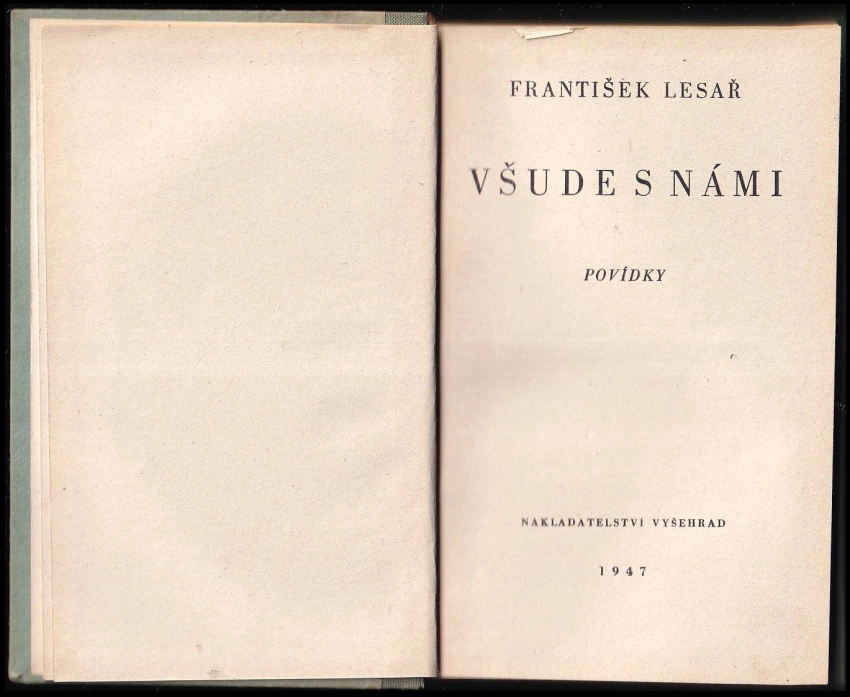 FRANTIŠEK LESAŘ
VŠUDE S NÁMI
POVÍDKY
NAKLADATELSTVÍ VYŠEHRAD
1947